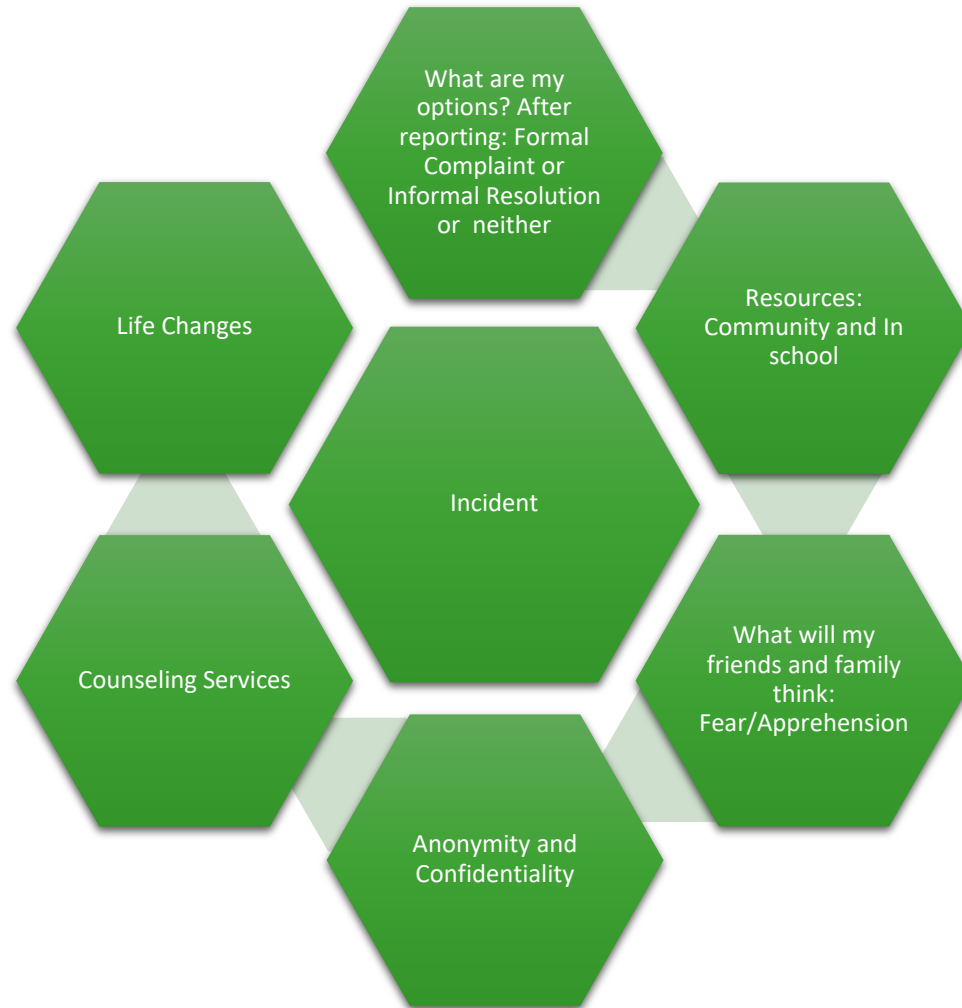 What are my
options? After
reporting: Formal
Complaint or
Informal Resolution
or neither
Life Changes
Resources:
Community and In
school
Incident
Counseling Services
What will my
friends and family
think:
Fear/Apprehension
Anonymity and
Confidentiality